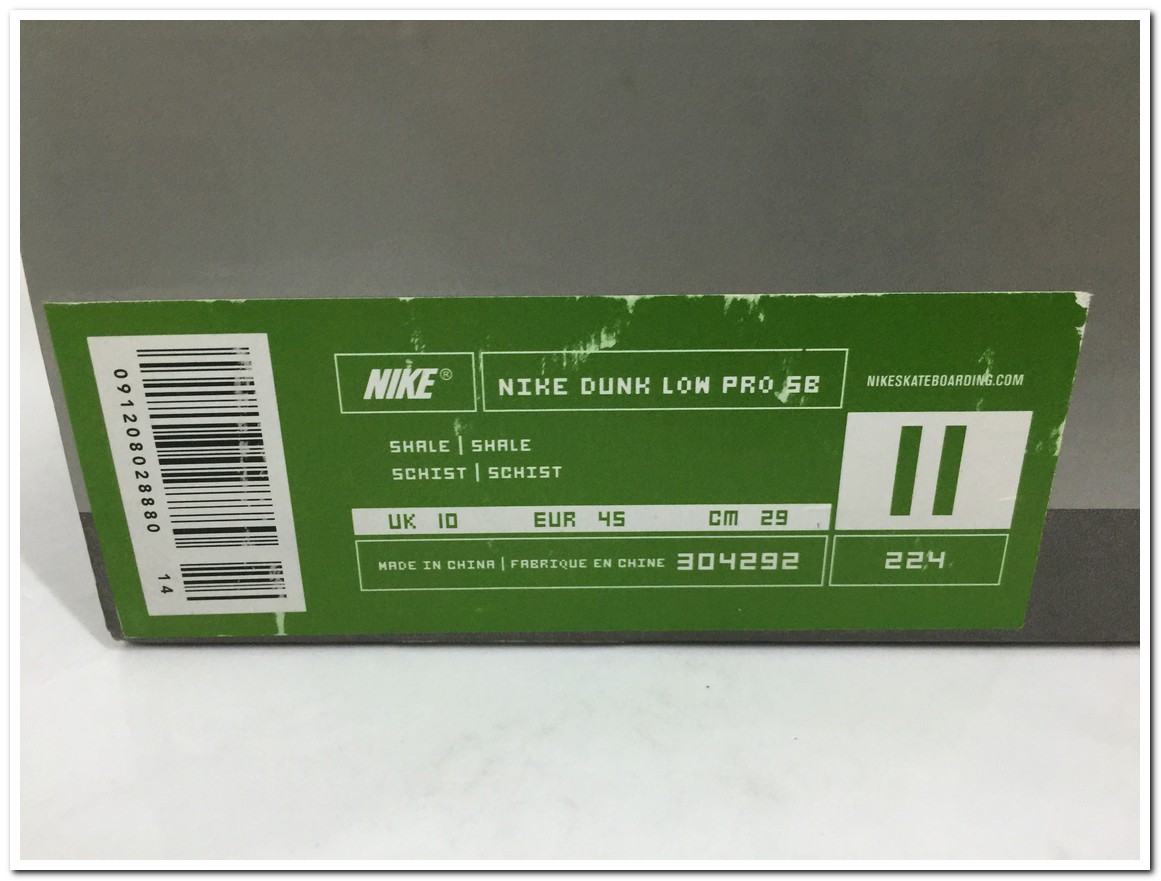 091208028880
14
NIKE®
NIKE DUNK LOW PRO SB
NIKESKATEBOARDING.COM
SHALE | SHALE
SCHIST | SCHIST
11
UK 10 EUR 45 CM 29
MADE IN CHINA | FABRIQUE EN CHINE 304292
224